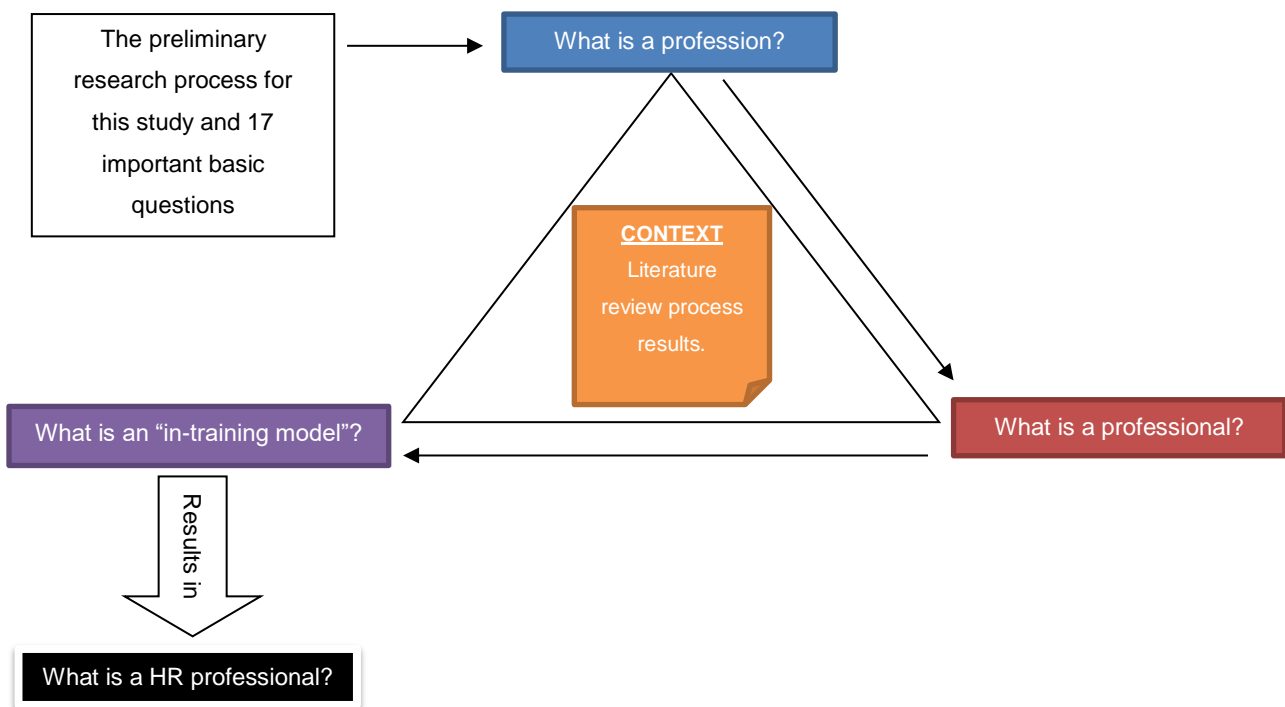 The preliminary
research process for
this study and 17
important basic
questions
What is a profession?
CONTEXT
Literature
review process
results.
What is an “in-training model”?
What is a professional?
Results in
What is a HR professional?